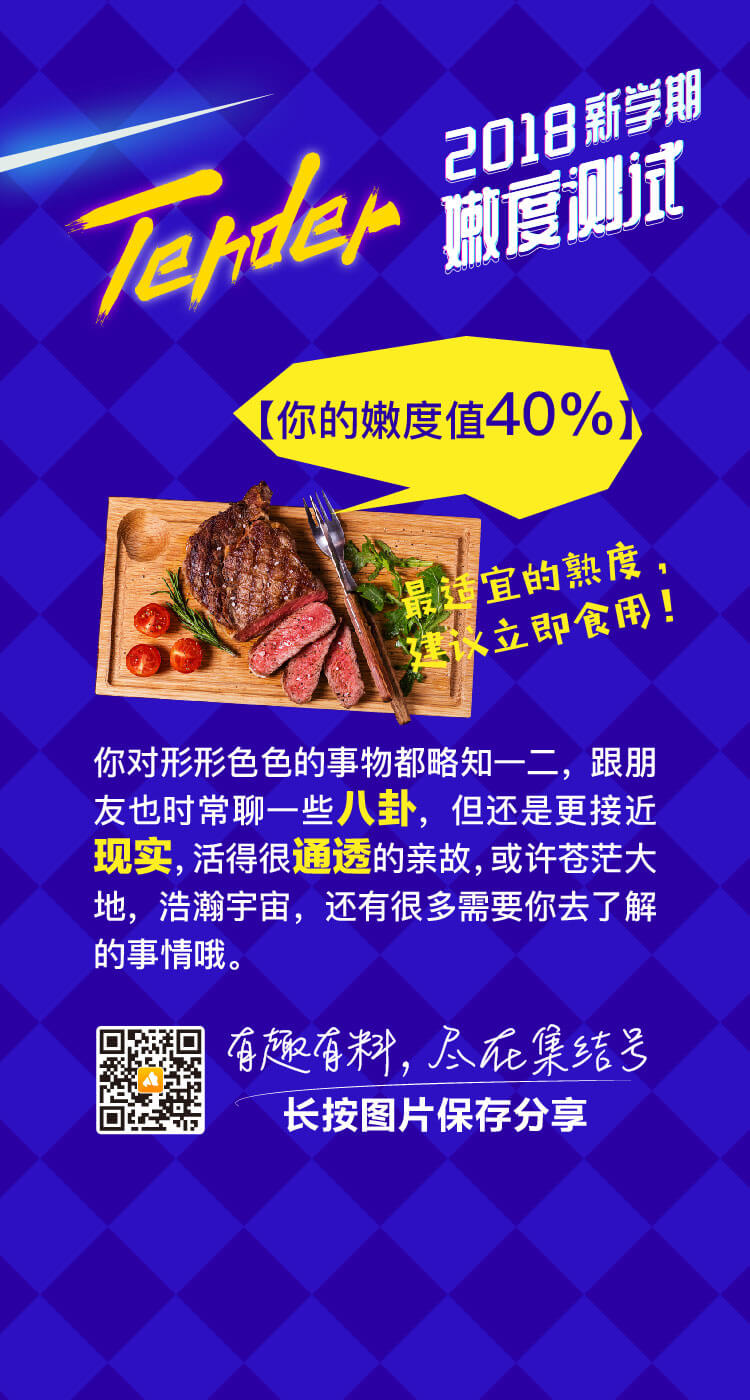 Tender
2018新学期
嫩度测试
【你的嫩度值40%】
最适宜的熟度，
建议立即食用！
你对形形色色的事物都略知一二，跟朋
友也时常聊一些八卦，但还是更接近
现实，活得很通透的亲故，或许苍茫大
地，浩瀚宇宙，还有很多需要你去了解
的事情哦。
有趣有料，尽在集结号
长按图片保存分享